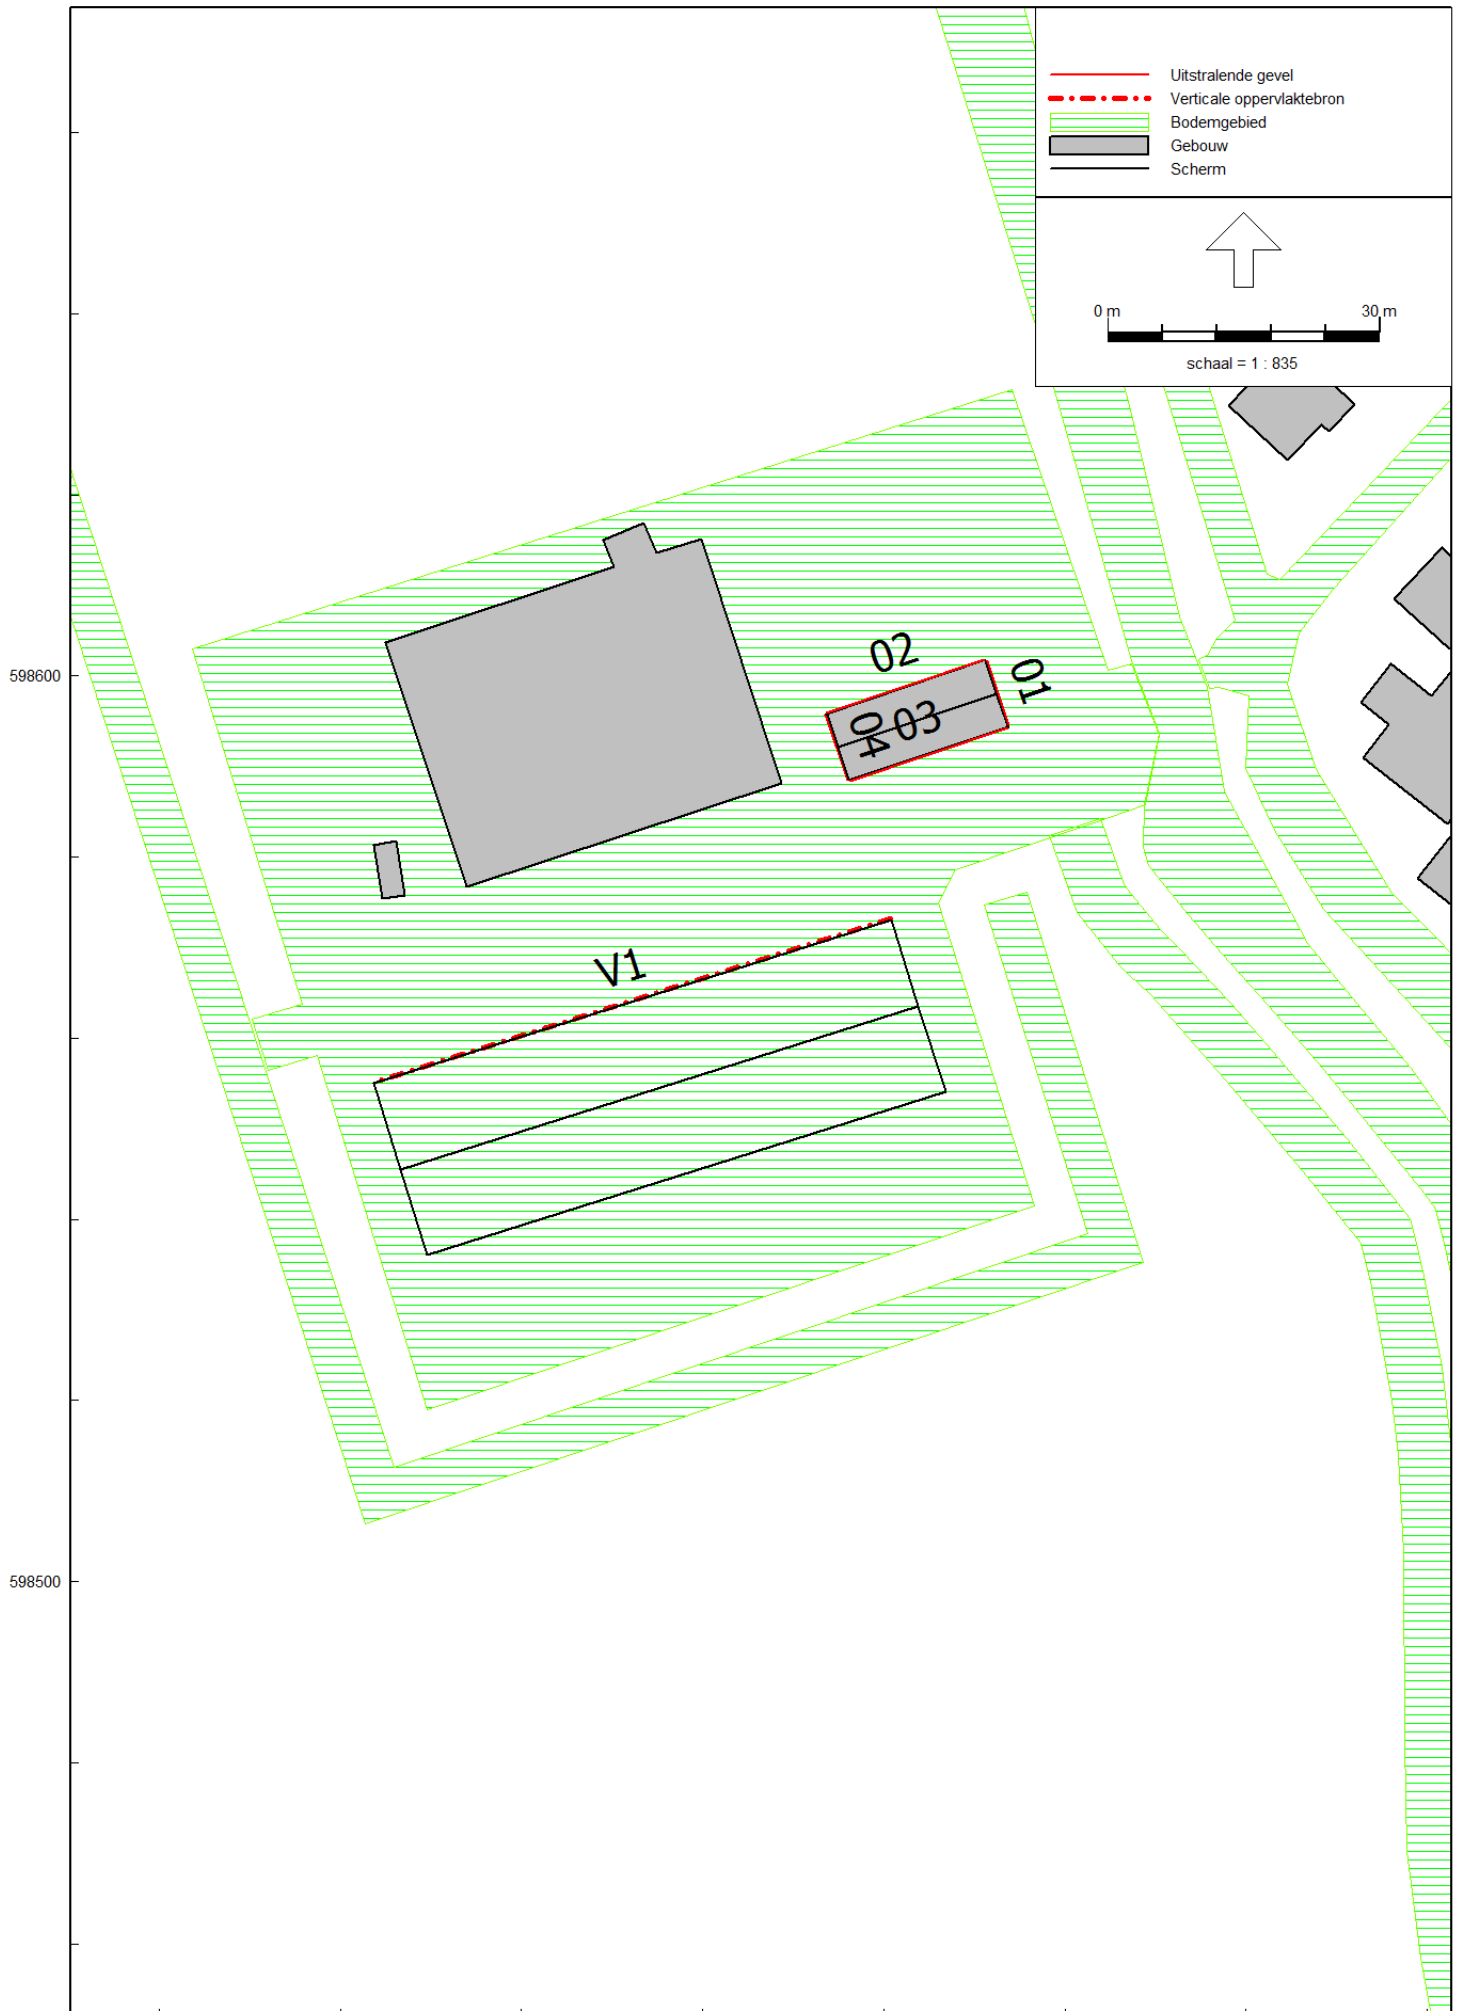 Uitstralende gevel
Verticale oppervlaktebron
Bodemgebied
Gebouw
Scherm
0 m
30 m
schaal = 1 : 835
02
01
598600
04
03
V1
598500